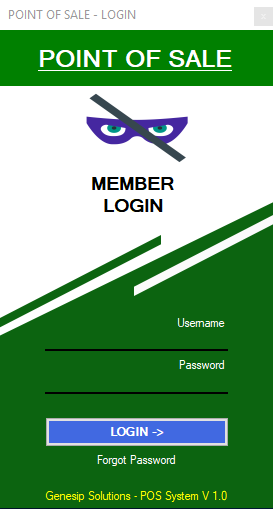 POINT OF SALE - LOGIN
x
POINT OF SALE
MEMBER
LOGIN
Username
Password
LOGIN ->
Forgot Password
Genesip Solutions - POS System V 1.0